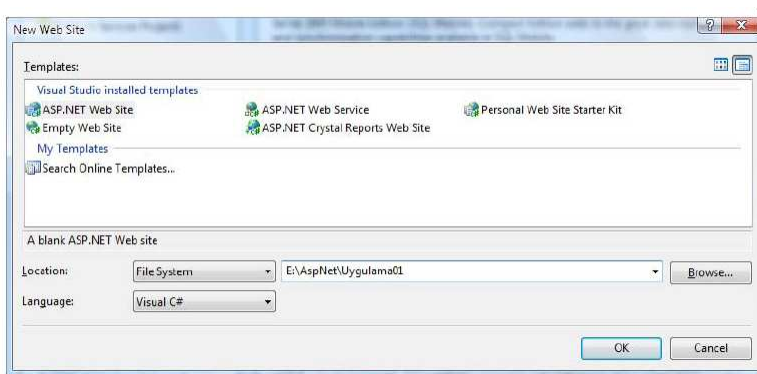 New Web Site
Templates:
Visual Studio installed templates
ASP.NET Web Site
ASP.NET Web Service
Personal Web Site Starter Kit
Empty Web Site
ASP.NET Crystal Reports Web Site
My Templates
Search Online Templates...
A blank ASP.NET Web site
Location:
File System
E:\AspNet\Uygulama01
Browse...
Language:
Visual C#
OK
Cancel